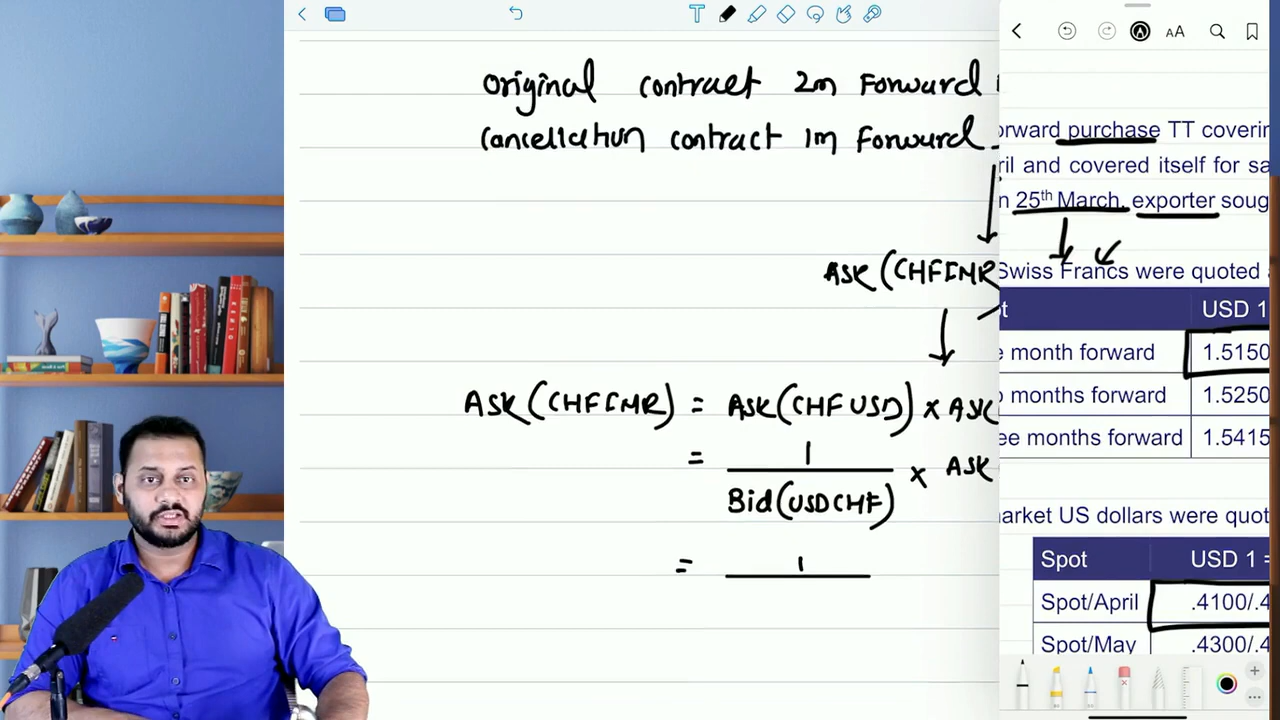 original contract 2m Forward
cancellation contract 1m Forward
ASK (CHFINR
ASK (CHFINR) = ASK (CHFUSD) × ASK(
= 1 × ASK
Bid (USDCHF)
= 1
AA
orward purchase TT coverin
ril and covered itself for sa
n 25th March, exporter soug
Swiss Francs were quoted
t USD 1
e month forward 1.5150
o months forward 1.5250
ee months forward 1.5415
arket US dollars were quot
Spot USD 1 =
Spot/April .4100/.4
Spot/May .4300/.4